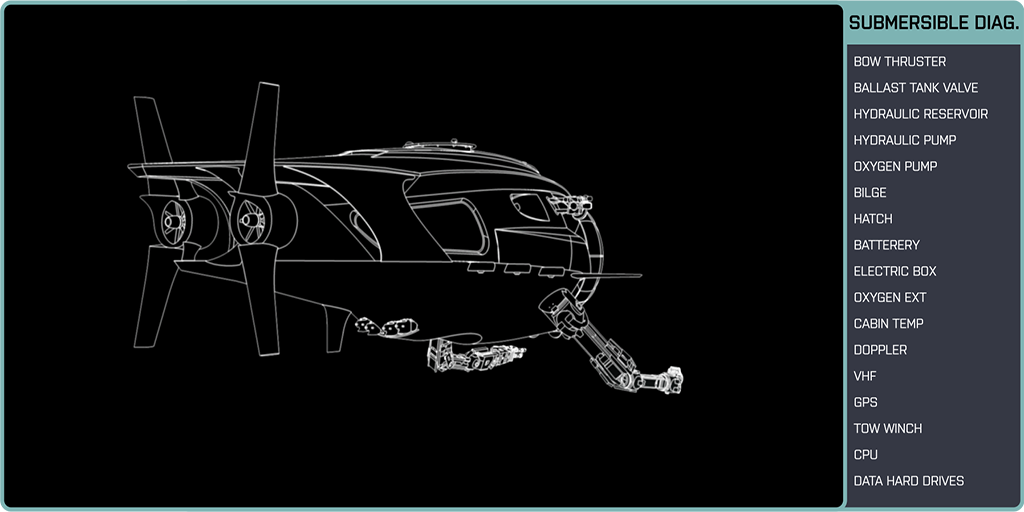 SUBMERSIBLE DIAG.
BOW THRUSTER
BALLAST TANK VALVE
HYDRAULIC RESERVOIR
HYDRAULIC PUMP
OXYGEN PUMP
BILGE
HATCH
BATTERERY
ELECTRIC BOX
OXYGEN EXT
CABIN TEMP
DOPPLER
VHF
GPS
TOW WINCH
CPU
DATA HARD DRIVES